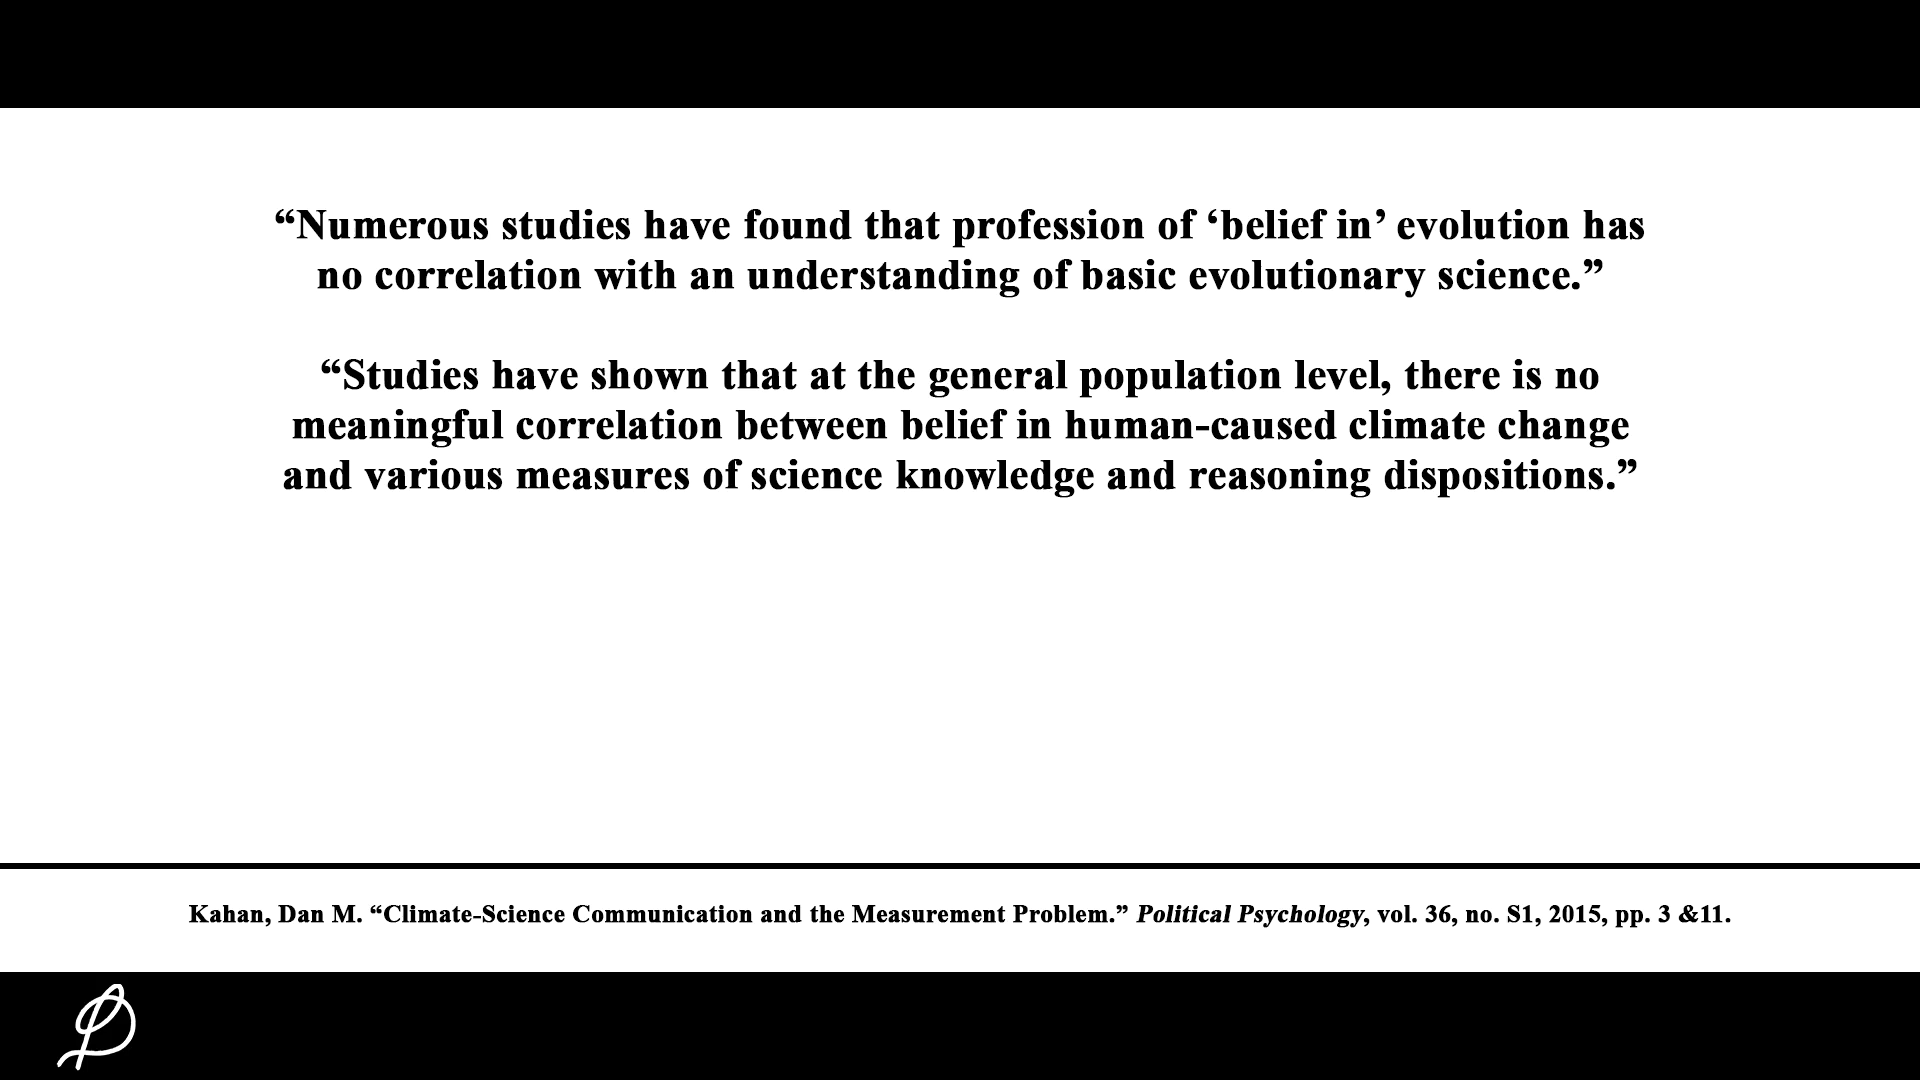 “Numerous studies have found that profession of ‘belief in’ evolution has
no correlation with an understanding of basic evolutionary science.”
“Studies have shown that at the general population level, there is no
meaningful correlation between belief in human-caused climate change
and various measures of science knowledge and reasoning dispositions.”
Kahan, Dan M. “Climate-Science Communication and the Measurement Problem.” Political Psychology, vol. 36, no. S1, 2015, pp. 3 &11.